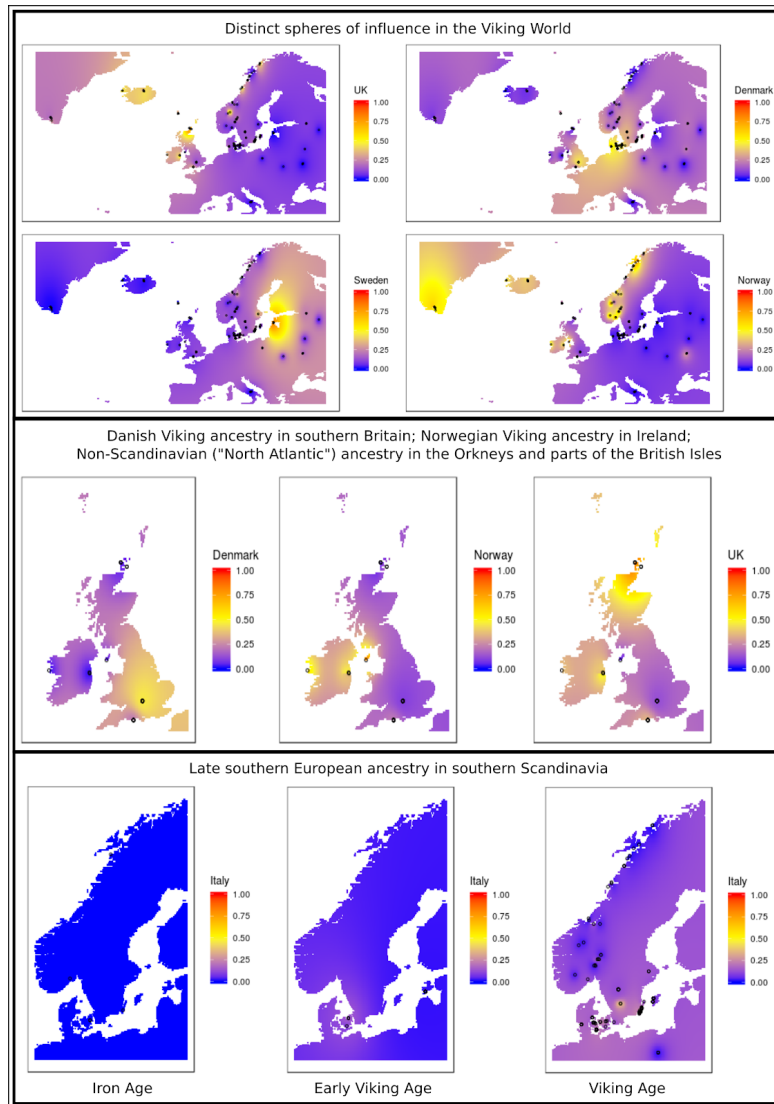 Distinct spheres of influence in the Viking World
UK
1.00
0.75
0.50
0.25
0.00
Denmark
1.00
0.75
0.50
0.25
0.00
Sweden
1.00
0.75
0.50
0.25
0.00
Norway
1.00
0.75
0.50
0.25
0.00
Danish Viking ancestry in southern Britain; Norwegian Viking ancestry in Ireland;
Non-Scandinavian ("North Atlantic") ancestry in the Orkneys and parts of the British Isles
Denmark
1.00
0.75
0.50
0.25
0.00
Norway
1.00
0.75
0.50
0.25
0.00
UK
1.00
0.75
0.50
0.25
0.00
Late southern European ancestry in southern Scandinavia
Italy
1.00
0.75
0.50
0.25
0.00
Italy
1.00
0.75
0.50
0.25
0.00
Italy
1.00
0.75
0.50
0.25
0.00
Iron Age
Early Viking Age
Viking Age